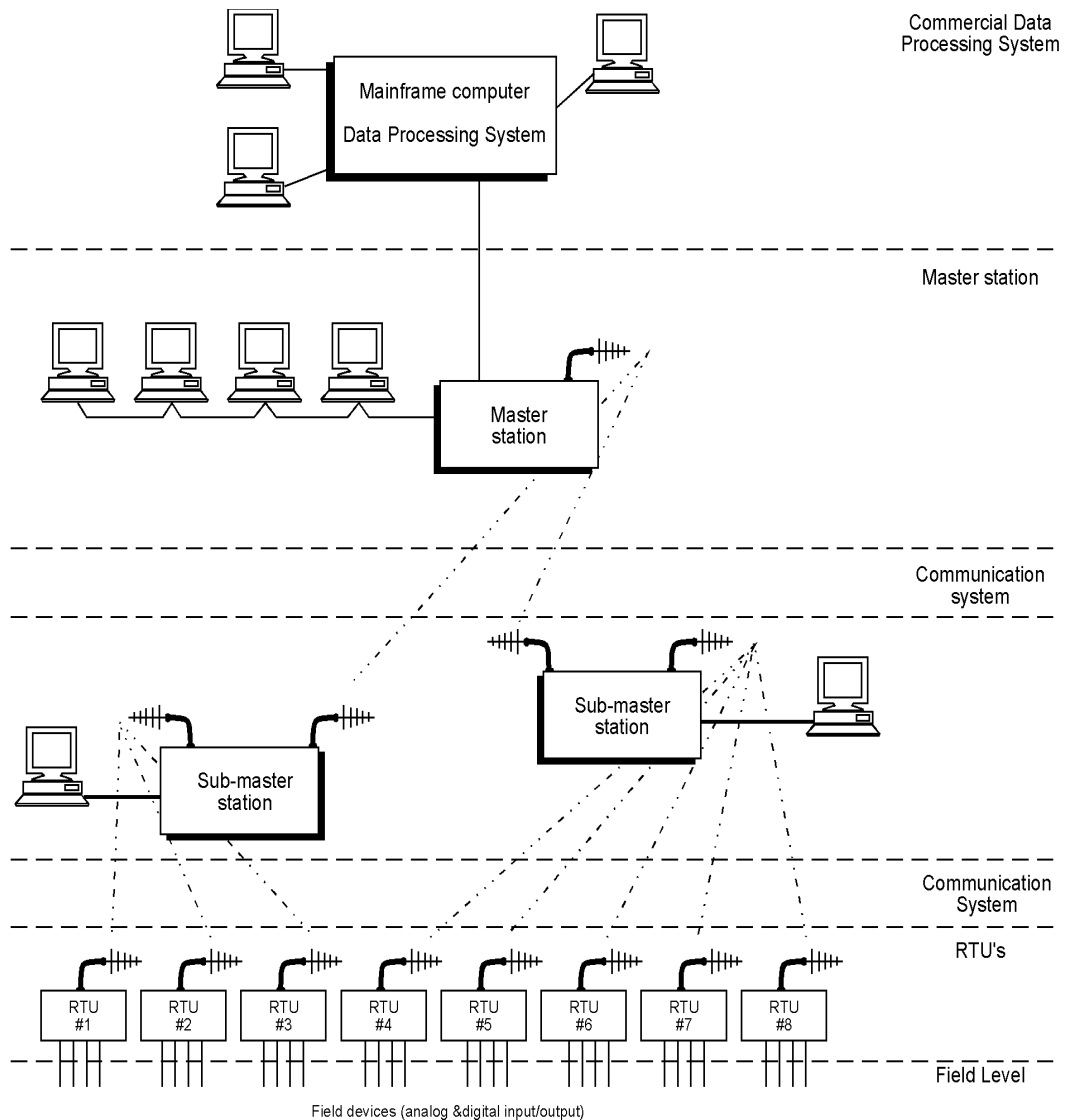 Commercial Data
Processing System
Mainframe computer
Data Processing System
Master station
Master
station
Communication
system
Sub-master
station
Sub-master
station
Communication
System
RTU's
RTU
#1
RTU
#2
RTU
#3
RTU
#4
RTU
#5
RTU
#6
RTU
#7
RTU
#8
Field Level
Field devices (analog &digital input/output)